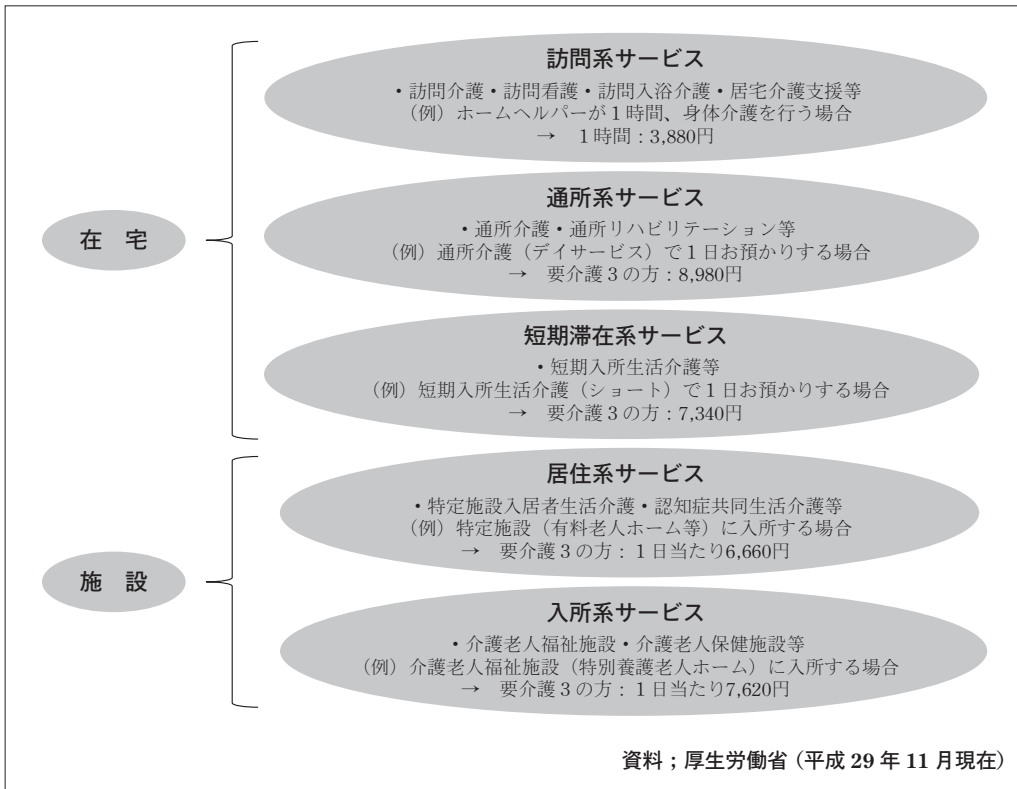 訪問系サービス
・訪問介護・訪問看護・訪問入浴介護・居宅介護支援等
（例）ホームヘルパーが１時間、身体介護を行う場合
→　１時間：3,880円
在　宅
通所系サービス
・通所介護・通所リハビリテーション等
（例）通所介護（デイサービス）で１日お預かりする場合
→　要介護３の方：8,980円
短期滞在系サービス
・短期入所生活介護等
（例）短期入所生活介護（ショート）で１日お預かりする場合
→　要介護３の方：7,340円
施　設
居住系サービス
・特定施設入居者生活介護・認知症共同生活介護等
（例）特定施設（有料老人ホーム等）に入所する場合
→　要介護３の方：１日当たり6,660円
入所系サービス
・介護老人福祉施設・介護老人保健施設等
（例）介護老人福祉施設（特別養護老人ホーム）に入所する場合
→　要介護３の方：１日当たり7,620円
資料；厚生労働省（平成 29 年 11 月現在）